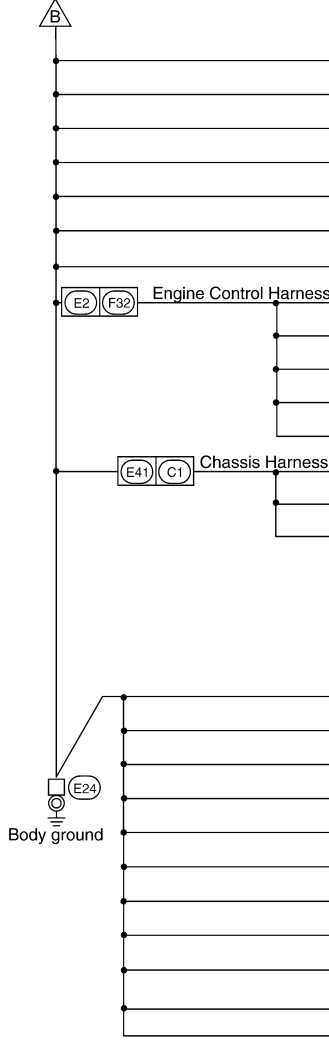 B
E2 F32 Engine Control Harness
E41 C1 Chassis Harness
E24
Body ground